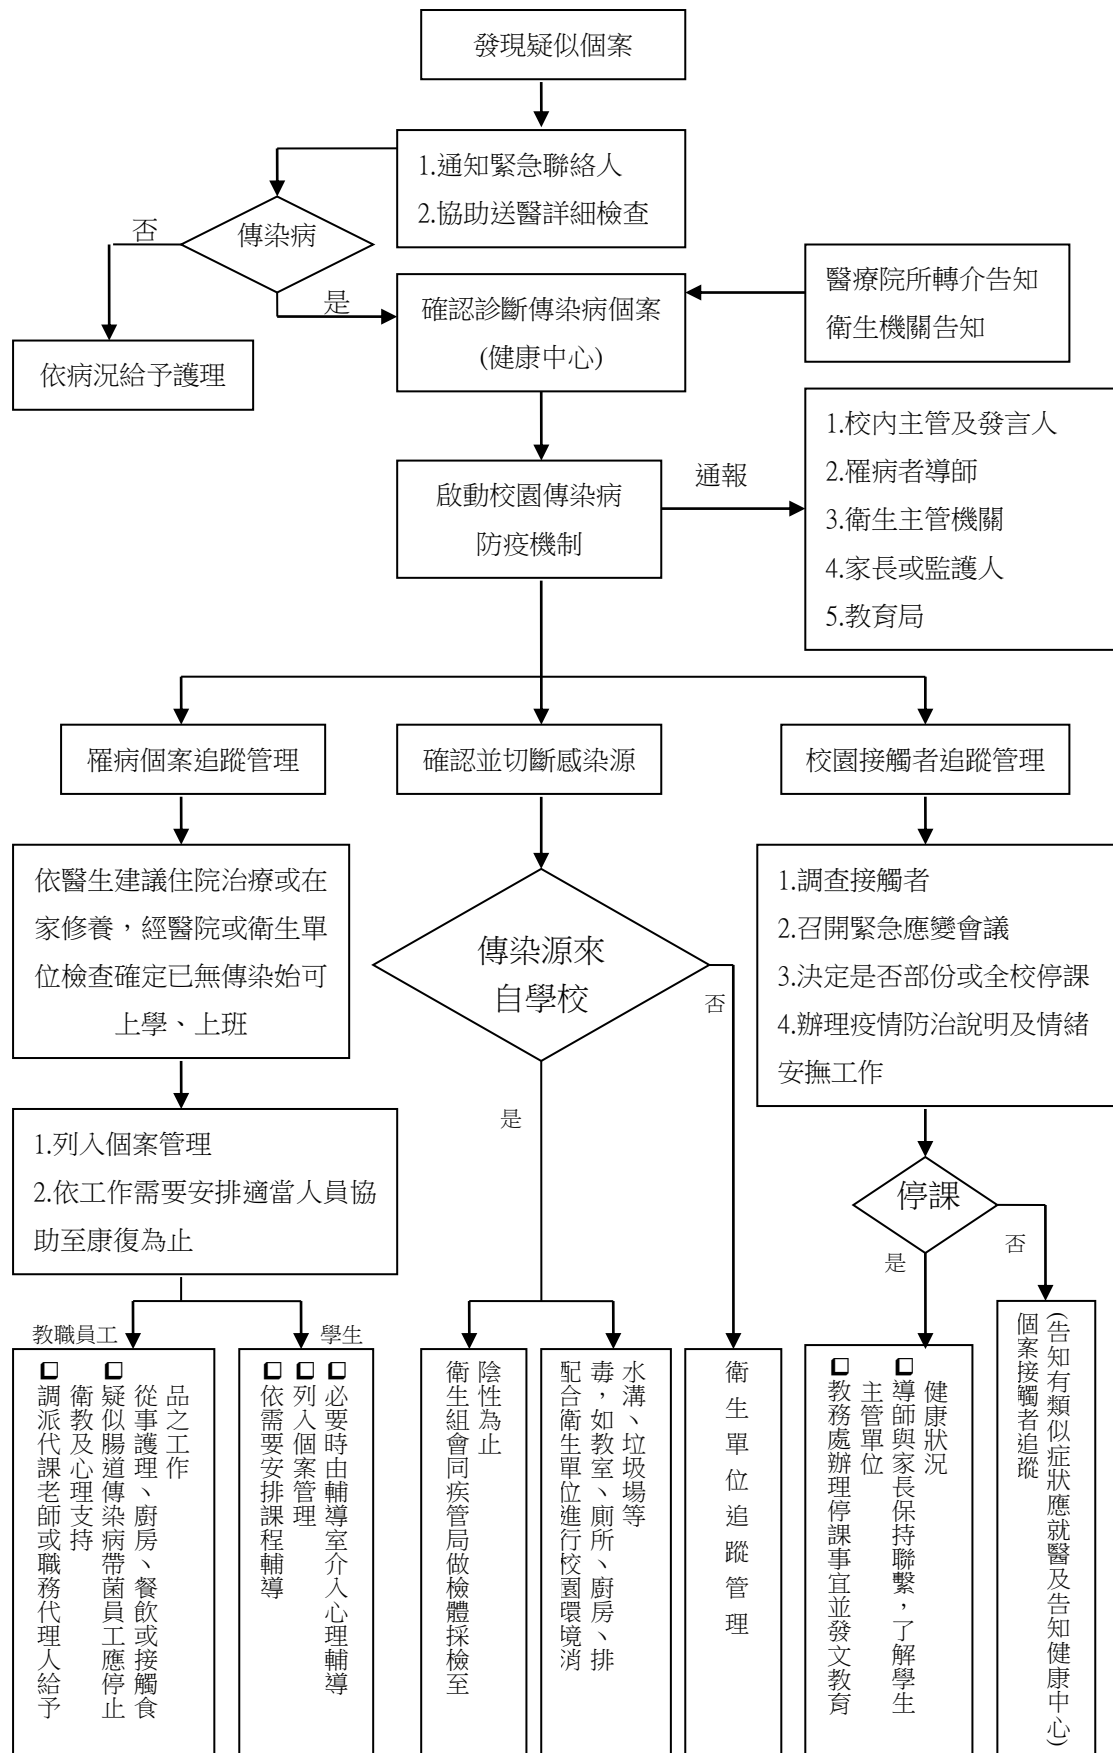 發現疑似個案
1.通知緊急聯絡人
2.協助送醫詳細檢查
傳染病
否
是
醫療院所轉介告知
衛生機關告知
確認診斷傳染病個案
(健康中心)
依病況給予護理
啟動校園傳染病
防疫機制
通報
1.校內主管及發言人
2.罹病者導師
3.衛生主管機關
4.家長或監護人
5.教育局
罹病個案追蹤管理
確認並切斷感染源
校園接觸者追蹤管理
依醫生建議住院治療或在
家修養，經醫院或衛生單
位檢查確定已無傳染始可
上學、上班
傳染源來
自學校
否
是
1.調查接觸者
2.召開緊急應變會議
3.決定是否部份或全校停課
4.辦理疫情防治說明及情緒
安撫工作
1.列入個案管理
2.依工作需要安排適當人員協
助至康復為止
停課
是
否
教職員工
學生
❑調派代課老師或職務代理人給予
衛教及心理支持
❑疑似腸道傳染病帶菌員工應停止
從事護理、廚房、餐飲或接觸食
品之工作
❑依需要安排課程輔導
❑列入個案管理
❑必要時由輔導室介入心理輔導
衛生組會同疾管局做檢體採檢至
陰性為止
配合衛生單位進行校園環境消
毒，如教室、廁所、廚房、排
水溝、垃圾場等
衛生單位追蹤管理
❑教務處辦理停課事宜並發文教育
主管單位
❑導師與家長保持聯繫，了解學生
健康狀況
個案接觸者追蹤
(告知有類似症狀應就醫及告知健康中心)